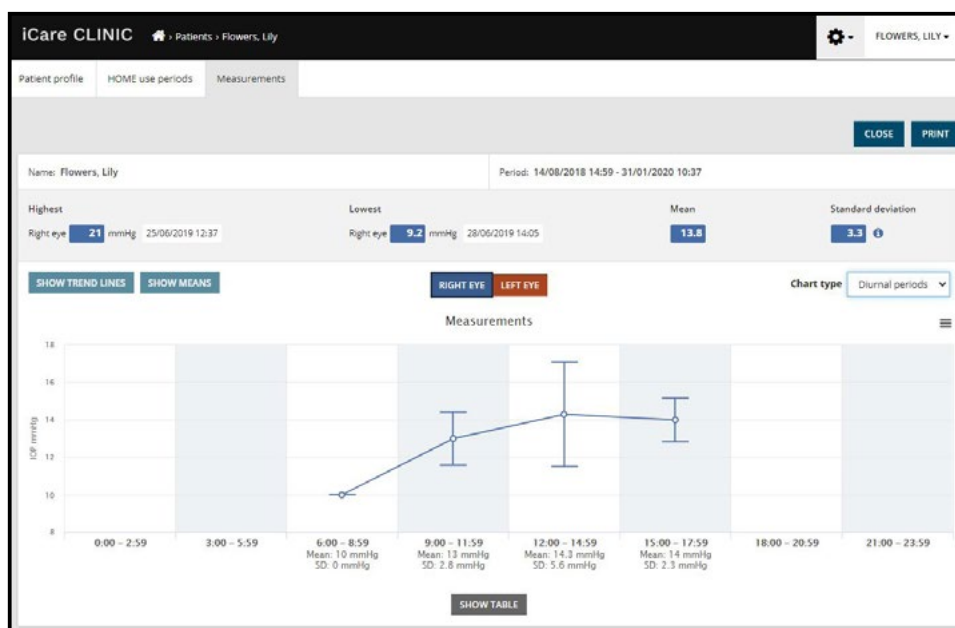 iCare CLINIC › Patients › Flowers, Lily FLOWERS, LILY
Patient profile HOME use periods Measurements
CLOSE PRINT
Name: Flowers, Lily Period: 14/08/2018 14:59 - 31/01/2020 10:37
Highest Lowest Mean Standard deviation
Right eye 21 mmHg 25/06/2019 12:37 Right eye 9.2 mmHg 28/06/2019 14:05 13.8 3.3
SHOW TREND LINES SHOW MEANS RIGHT EYE LEFT EYE Chart type Diurnal periods
Measurements
18
16
14
12
10
8
IOP mmHg
0:00 – 2:59 3:00 – 5:59 6:00 – 8:59 9:00 – 11:59 12:00 – 14:59 15:00 – 17:59 18:00 – 20:59 21:00 – 23:59
Mean: 10 mmHg Mean: 13 mmHg Mean: 14.3 mmHg Mean: 14 mmHg
SD: 0 mmHg SD: 2.8 mmHg SD: 5.6 mmHg SD: 2.3 mmHg
SHOW TABLE